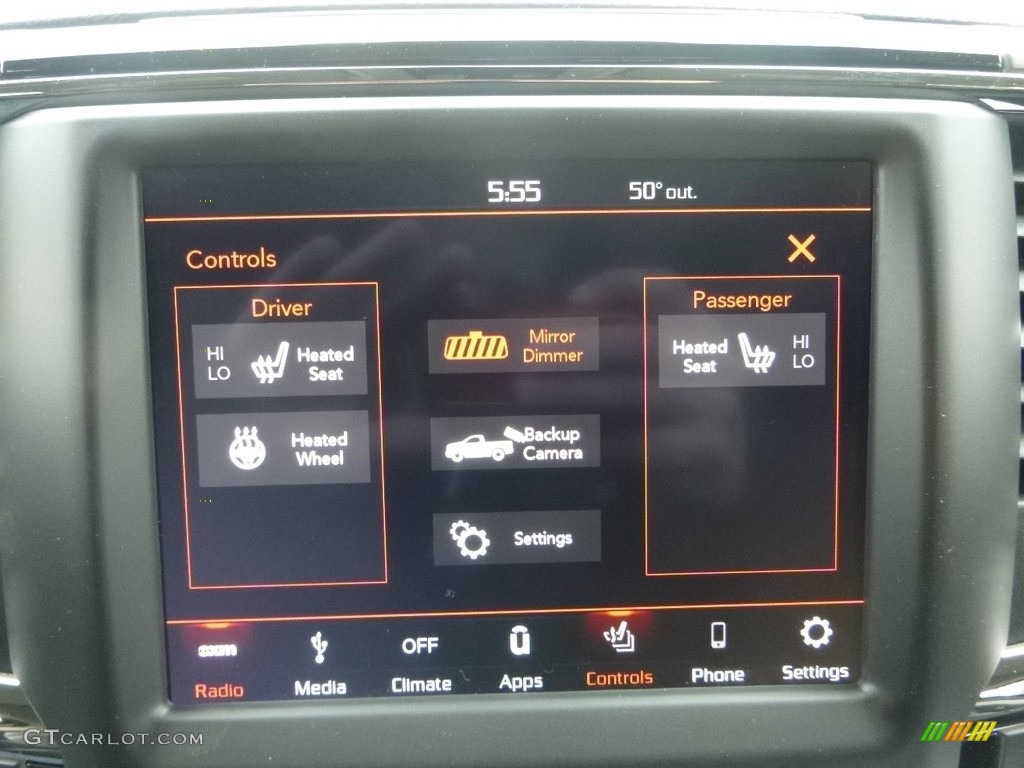 5:55 50° out.
Controls
Driver
HI
LO
Heated
Seat
Heated
Wheel
Mirror
Dimmer
Backup
Camera
Settings
Passenger
Heated
Seat
HI
LO
OFF
Radio Media Climate Apps Controls Phone Settings
GTCARLOT.COM